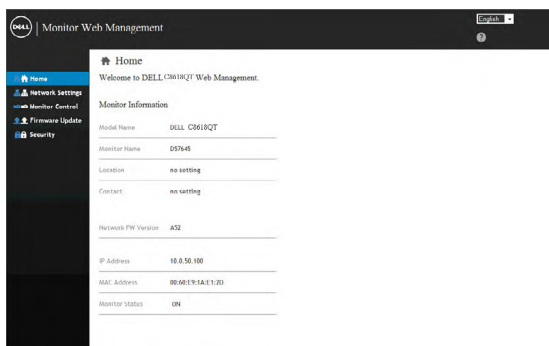 DELL
Monitor Web Management
English
?
Home
Network Settings
Monitor Control
Firmware Update
Security
Home
Welcome to DELL C8618QT Web Management.
Monitor Information
Model Name DELL C8618QT
Monitor Name D57645
Location no setting
Contact no setting
Network FW Version A52
IP Address 10.0.50.100
MAC Address 00:60:E9:1A:E1:2D
Monitor Status ON